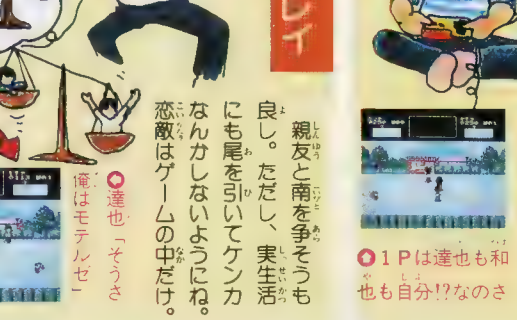 レイ
親友と南を争そうも
良し。ただし、実生活
にも尾を引いてケンカ
なんかしないようにね。
恋敵はゲームの中だけ。
1Pは達也も和
也も自分!?なのさ
達也「そうさ
俺はモテルゼ」